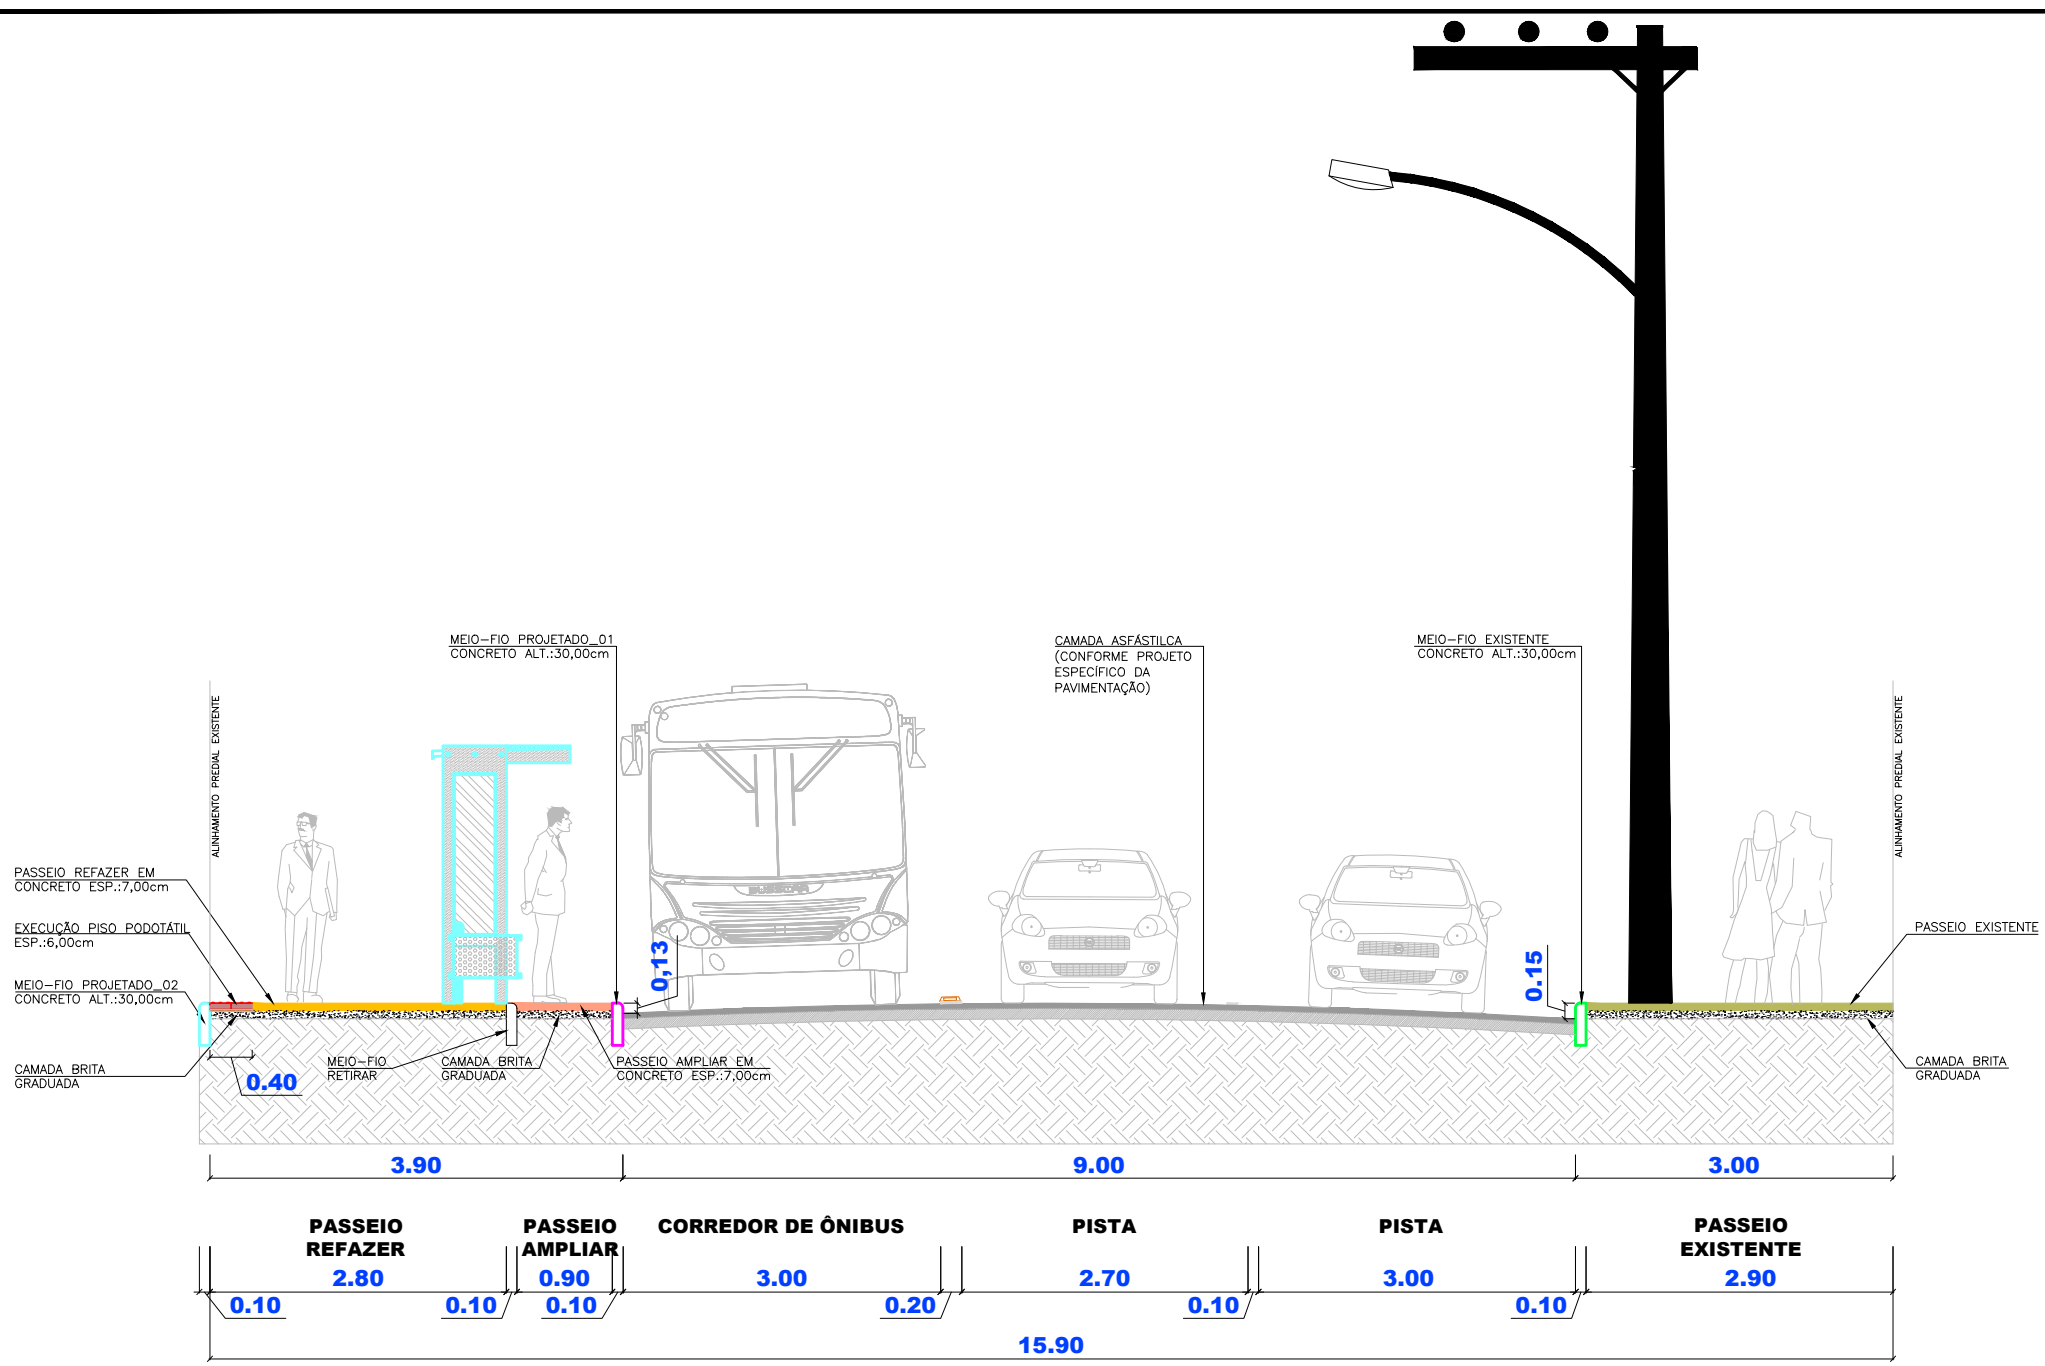 MEIO-FIO PROJETADO_01
CONCRETO ALT.:30,00cm
CAMADA ASFÁSTILCA
(CONFORME PROJETO
ESPECÍFICO DA
PAVIMENTAÇÃO)
MEIO-FIO EXISTENTE
CONCRETO ALT.:30,00cm
ALINHAMENTO PREDIAL EXISTENTE
ALINHAMENTO PREDIAL EXISTENTE
PASSEIO REFAZER EM
CONCRETO ESP.:7,00cm
EXECUÇÃO PISO PODOTÁTIL
ESP.:6,00cm
MEIO-FIO PROJETADO_02
CONCRETO ALT.:30,00cm
CAMADA BRITA
GRADUADA
0.40
MEIO-FIO
RETIRAR
CAMADA BRITA
GRADUADA
PASSEIO AMPLIAR EM
CONCRETO ESP.:7,00cm
0,13
0.15
PASSEIO EXISTENTE
CAMADA BRITA
GRADUADA
3.90
9.00
3.00
PASSEIO
REFAZER
PASSEIO
AMPLIAR
CORREDOR DE ÔNIBUS
PISTA
PISTA
PASSEIO
EXISTENTE
2.80
0.90
3.00
2.70
3.00
2.90
0.10
0.10
0.10
0.20
0.10
0.10
15.90